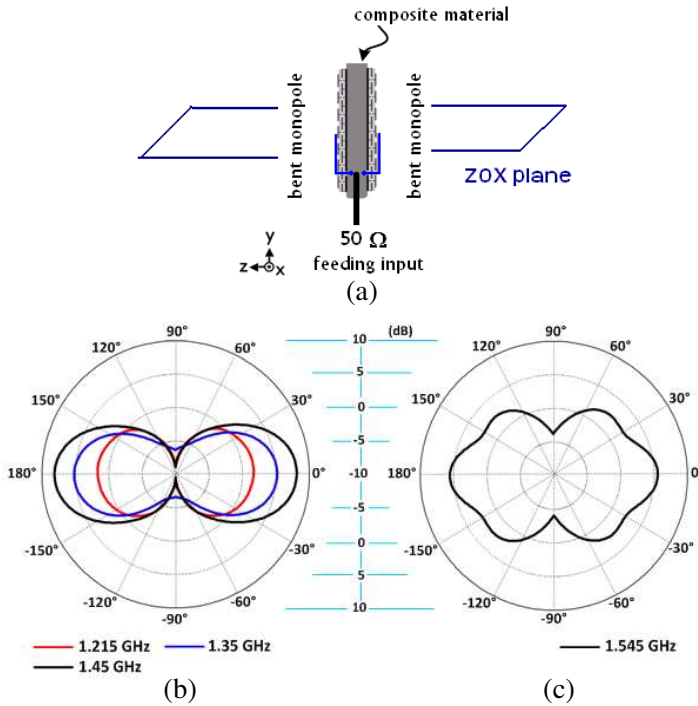 composite material
bent monopole
bent monopole
ZOX plane
50 Ω
feeding input
y
z
x
(a)
90°
120°
60°
150°
30°
180°
0°
-150°
-30°
-120°
-60°
-90°
10
(dB)
5
0
-5
-10
-5
0
5
10
90°
120°
60°
150°
30°
180°
0
-150°
-30°
-120°
-60°
-90°
1.215 GHz
1.35 GHz
1.45 GHz
1.545 GHz
(b)
(c)